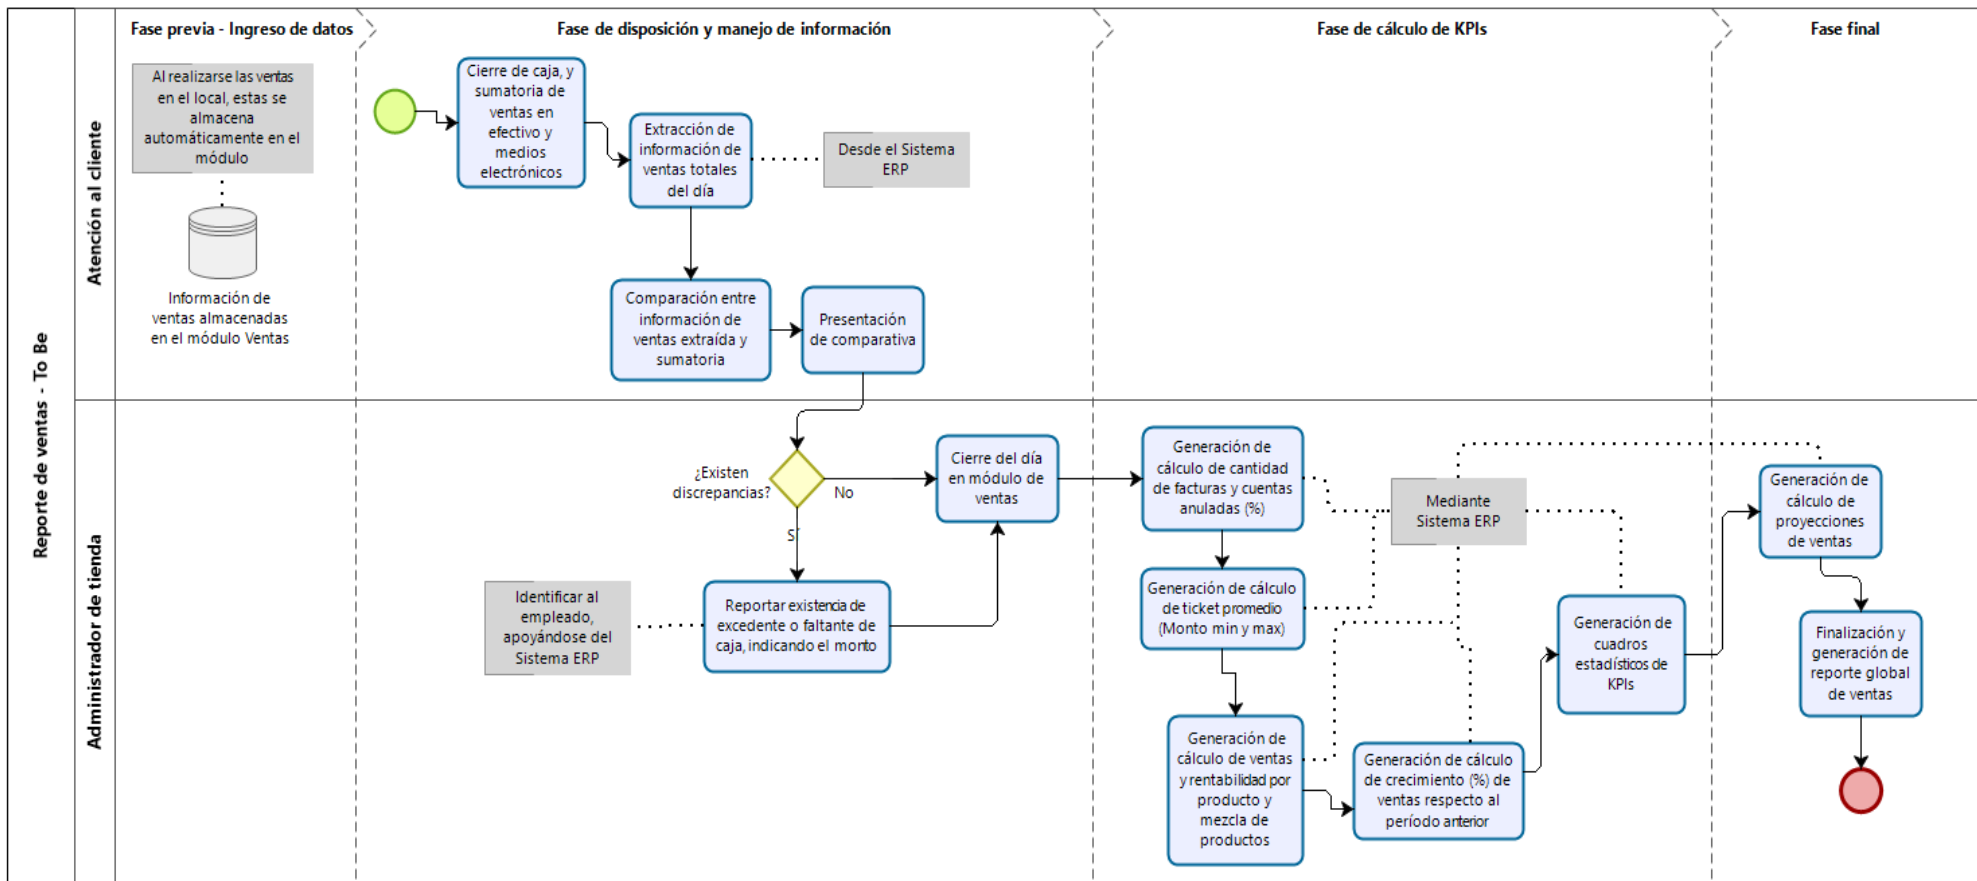 Reporte de ventas - To Be
Atención al cliente
Administrador de tienda
Fase previa - Ingreso de datos
Fase de disposición y manejo de información
Fase de cálculo de KPIs
Fase final
Al realizarse las ventas
en el local, estas se
almacena
automáticamente en el
módulo
Información de
ventas almacenadas
en el módulo Ventas
Cierre de caja, y
sumatoria de
ventas en
efectivo y
medios
electrónicos
Extracción de
información de
ventas totales
del día
Desde el Sistema
ERP
Comparación entre
información de
ventas extraída y
sumatoria
Presentación
de comparativa
¿Existen
discrepancias?
No
Sí
Cierre del día
en módulo de
ventas
Identificar al
empleado,
apoyándose del
Sistema ERP
Reportar existencia de
excedente o faltante de
caja, indicando el monto
Generación de
cálculo de cantidad
de facturas y cuentas
anuladas (%)
Mediante
Sistema ERP
Generación de cálculo
de ticket promedio
(Monto min y max)
Generación de
cálculo de ventas
y rentabilidad por
producto y
mezcla de
productos
Generación de cálculo
de crecimiento (%) de
ventas respecto al
período anterior
Generación de
cuadros
estadísticos de
KPIs
Generación de
cálculo de
proyecciones
de ventas
Finalización y
generación de
reporte global
de ventas